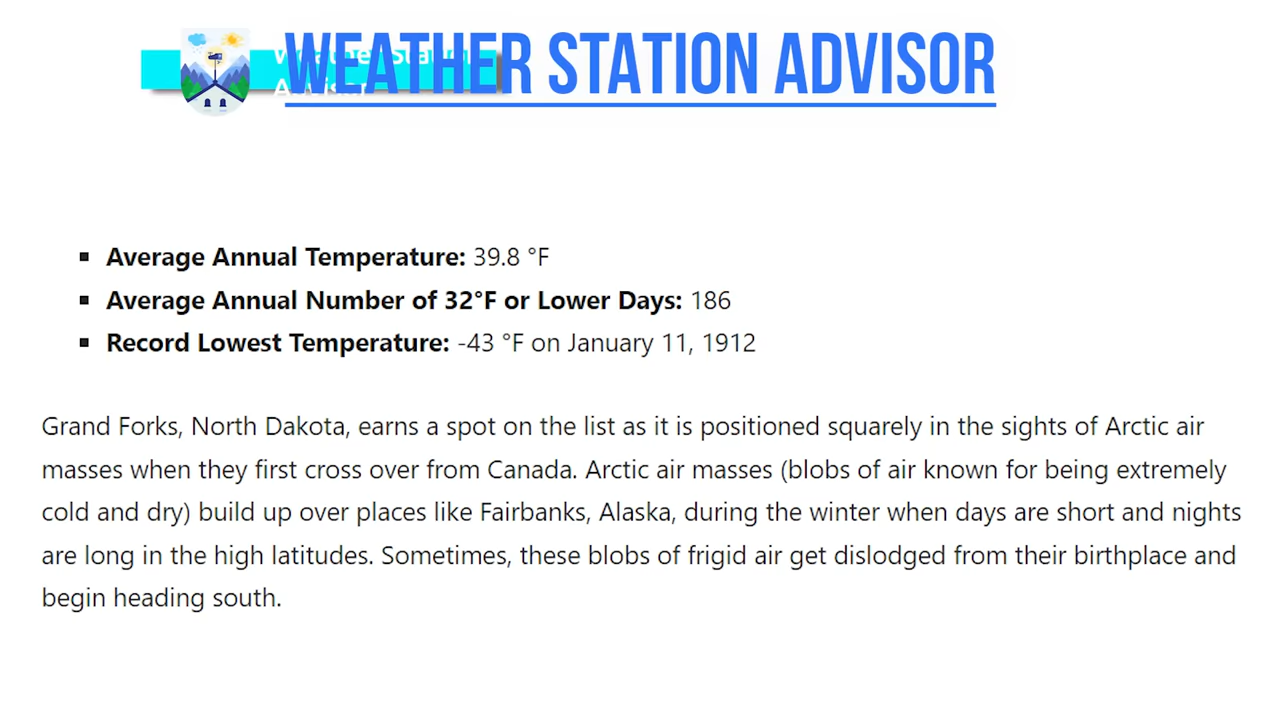 WEATHER STATION ADVISOR
Average Annual Temperature: 39.8 °F
Average Annual Number of 32°F or Lower Days: 186
Record Lowest Temperature: -43 °F on January 11, 1912
Grand Forks, North Dakota, earns a spot on the list as it is positioned squarely in the sights of Arctic air
masses when they first cross over from Canada. Arctic air masses (blobs of air known for being extremely
cold and dry) build up over places like Fairbanks, Alaska, during the winter when days are short and nights
are long in the high latitudes. Sometimes, these blobs of frigid air get dislodged from their birthplace and
begin heading south.